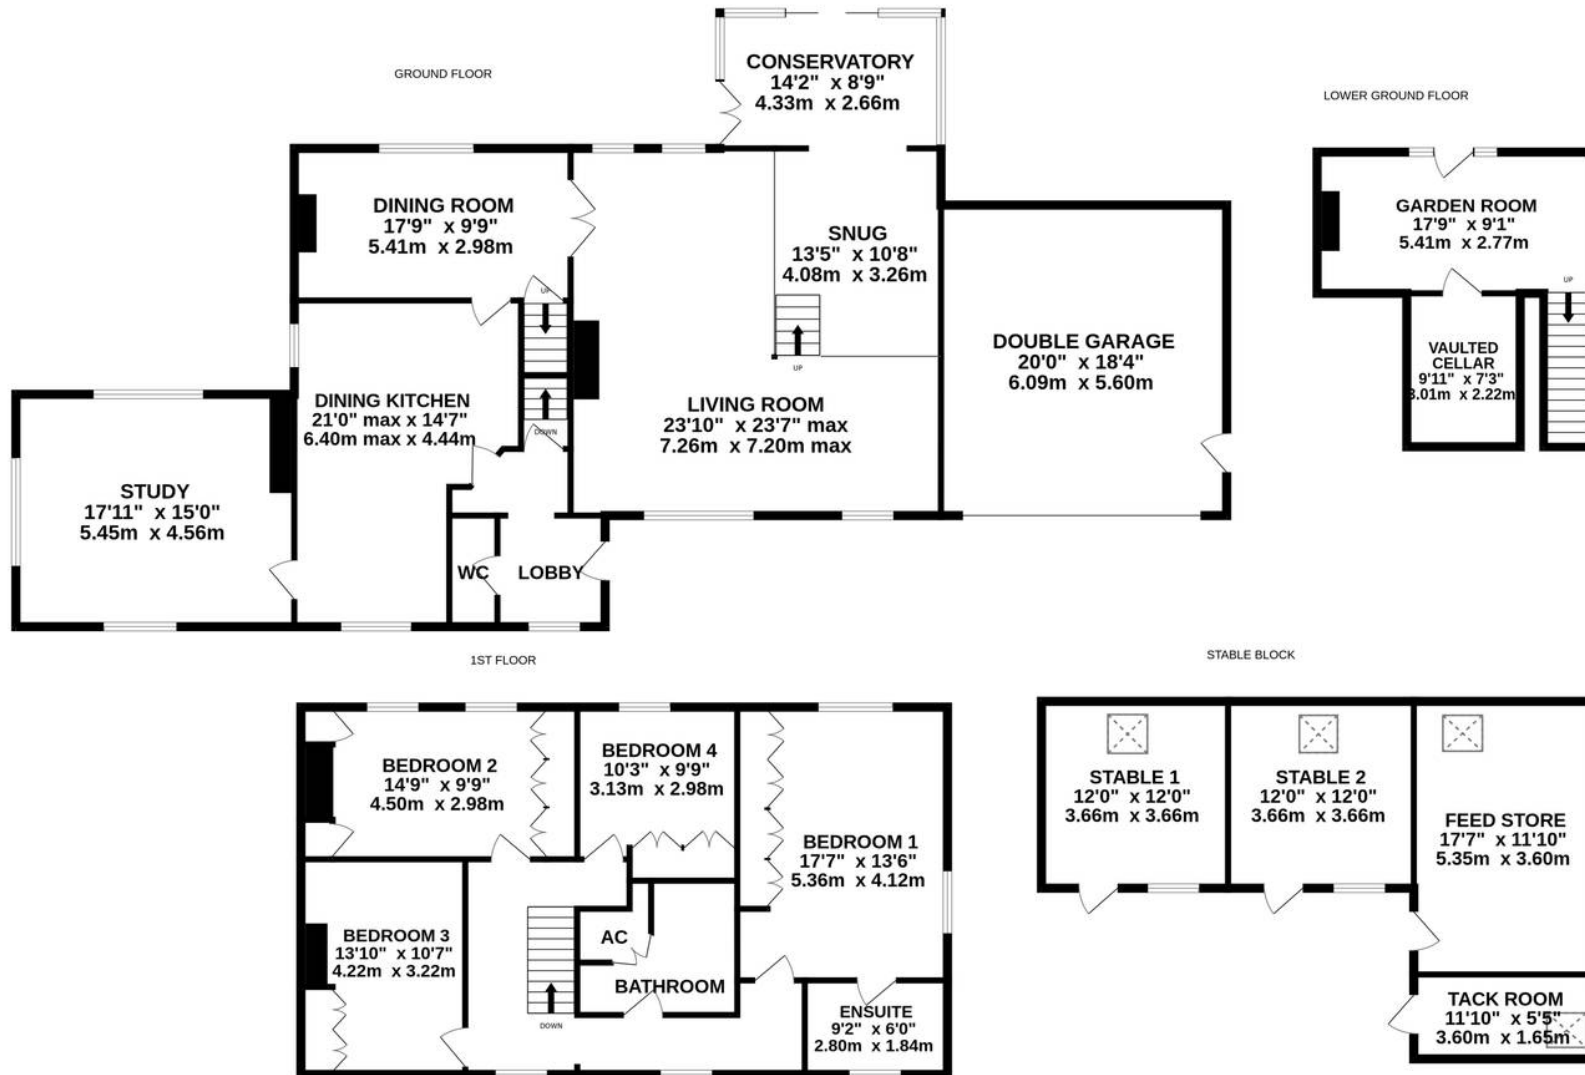 GROUND FLOOR
CONSERVATORY
14'2" x 8'9"
4.33m x 2.66m
LOWER GROUND FLOOR
DINING ROOM
17'9" x 9'9"
5.41m x 2.98m
UP
SNUG
13'5" x 10'8"
4.08m x 3.26m
UP
DOUBLE GARAGE
20'0" x 18'4"
6.09m x 5.60m
DINING KITCHEN
21'0" max x 14'7"
6.40m max x 4.44m
DOWN
LIVING ROOM
23'10" x 23'7" max
7.26m x 7.20m max
STUDY
17'11" x 15'0"
5.45m x 4.56m
WC
LOBBY
GARDEN ROOM
17'9" x 9'1"
5.41m x 2.77m
UP
VAULTED
CELLAR
9'11" x 7'3"
3.01m x 2.22m
1ST FLOOR
BEDROOM 2
14'9" x 9'9"
4.50m x 2.98m
BEDROOM 4
10'3" x 9'9"
3.13m x 2.98m
BEDROOM 1
17'7" x 13'6"
5.36m x 4.12m
BEDROOM 3
13'10" x 10'7"
4.22m x 3.22m
AC
BATHROOM
DOWN
ENSUITE
9'2" x 6'0"
2.80m x 1.84m
STABLE BLOCK
STABLE 1
12'0" x 12'0"
3.66m x 3.66m
STABLE 2
12'0" x 12'0"
3.66m x 3.66m
FEED STORE
17'7" x 11'10"
5.35m x 3.60m
TACK ROOM
11'10" x 5'5"
3.60m x 1.65m